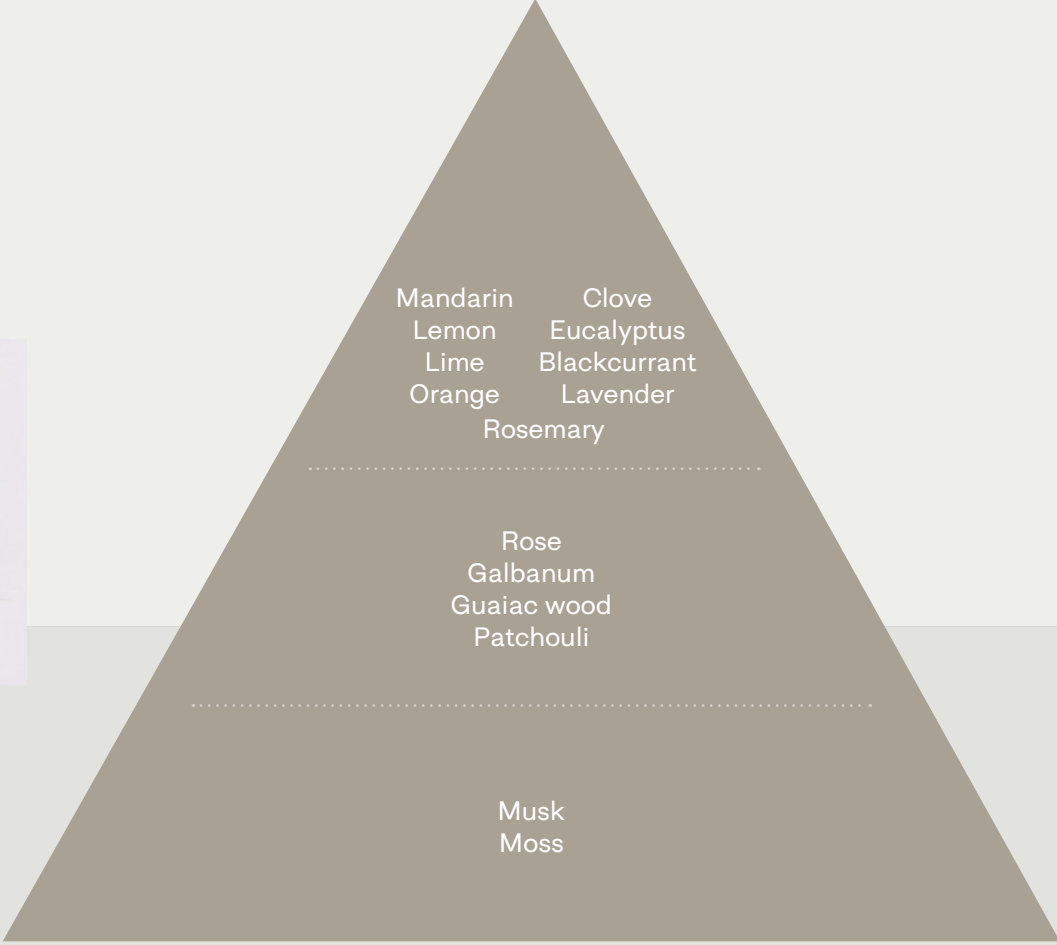 Mandarin Clove
Lemon Eucalyptus
Lime Blackcurrant
Orange Lavender
Rosemary
Rose
Galbanum
Guaiac wood
Patchouli
Musk
Moss